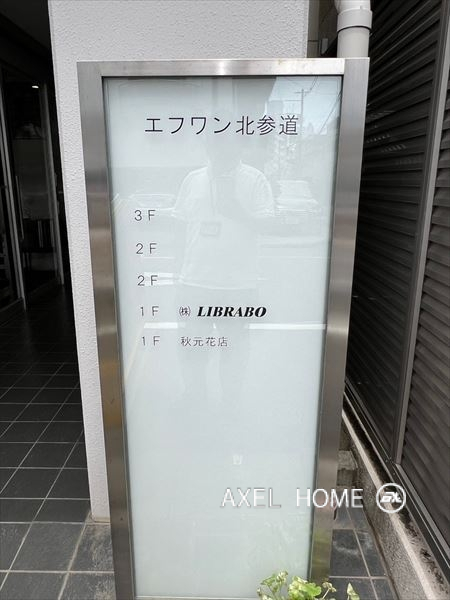 エフワン北参道
3F
2F
2F
1F ㈱ LIBRABO
1F 秋元花店
AXEL HOME